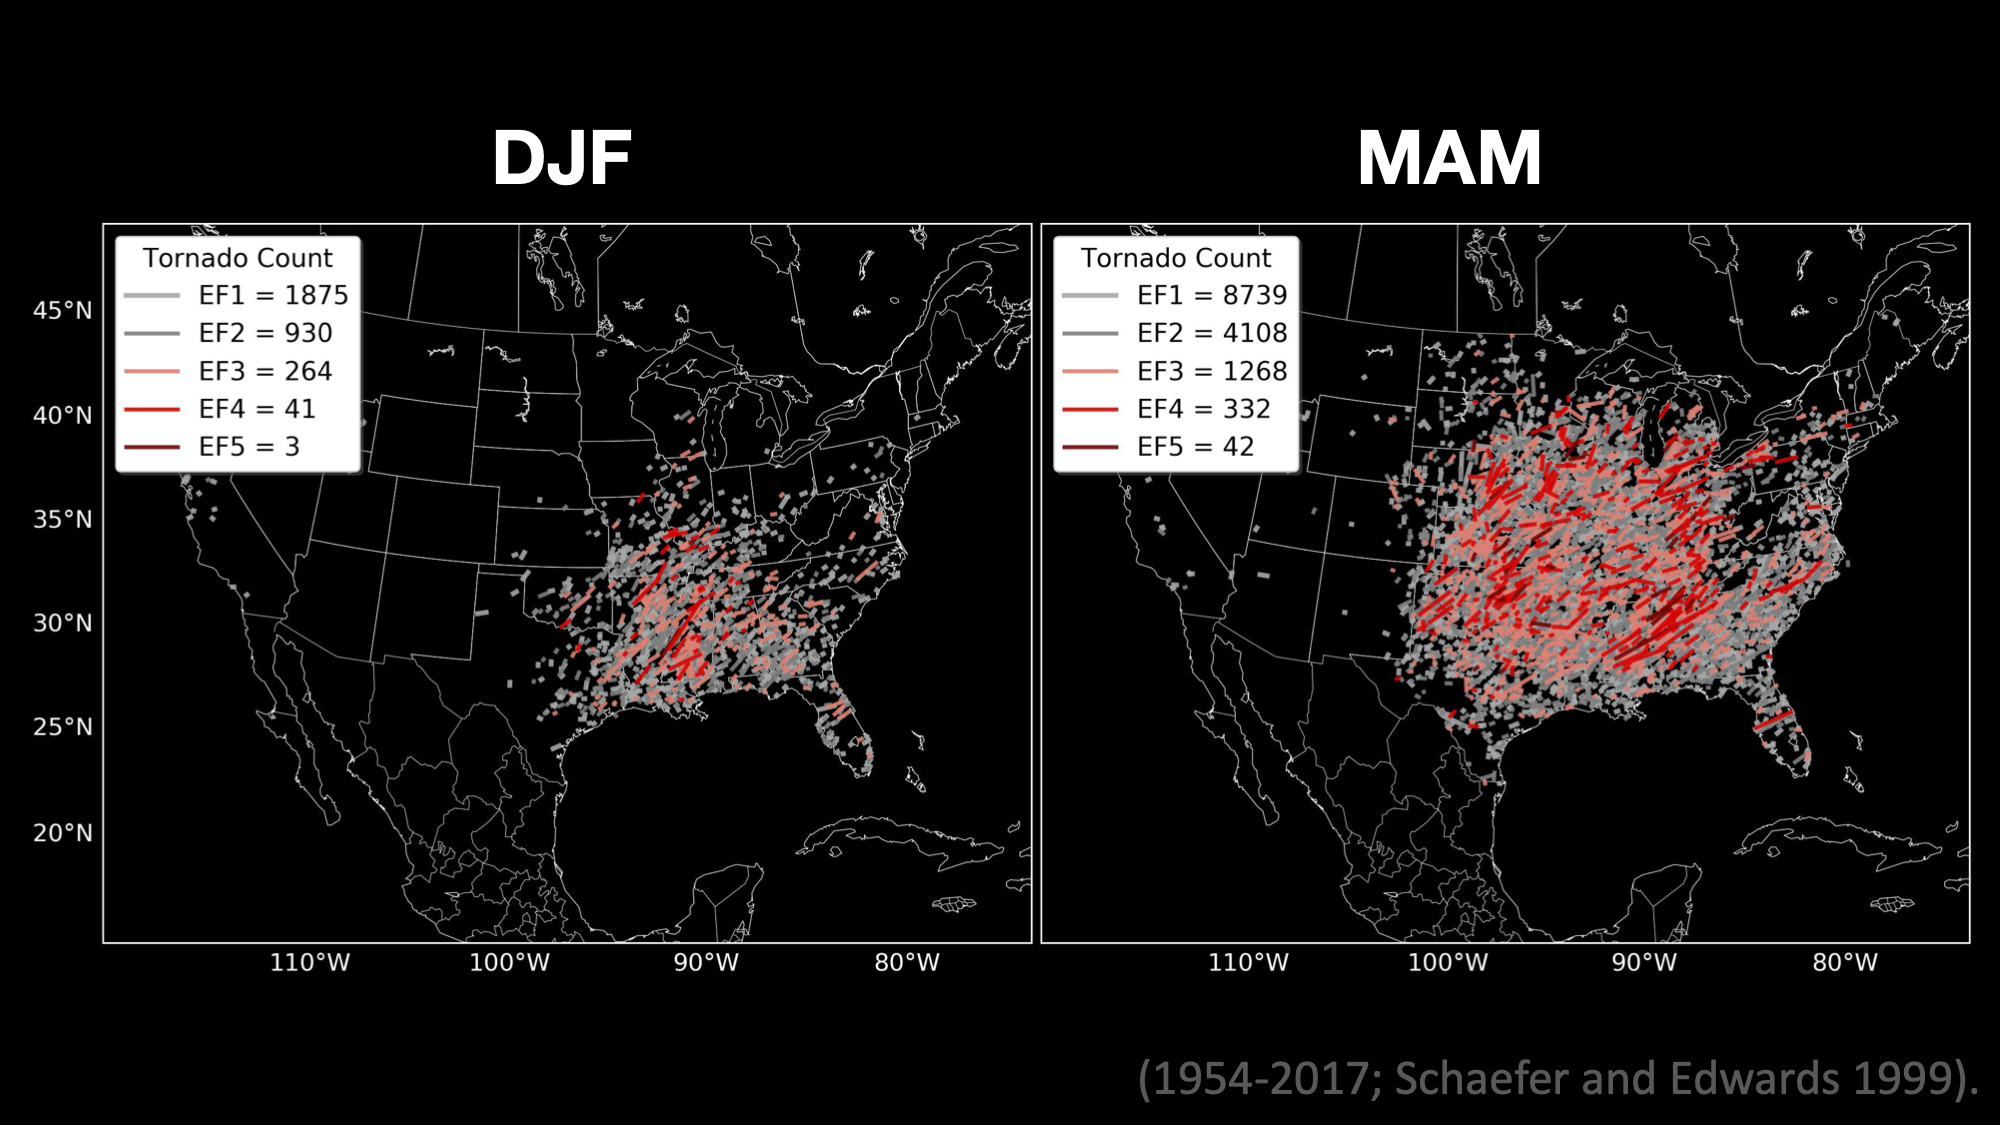 DJF
MAM
Tornado Count
EF1 = 1875
EF2 = 930
EF3 = 264
EF4 = 41
EF5 = 3
Tornado Count
EF1 = 8739
EF2 = 4108
EF3 = 1268
EF4 = 332
EF5 = 42
45°N
40°N
35°N
30°N
25°N
20°N
110°W
100°W
90°W
80°W
110°W
100°W
90°W
80°W
(1954-2017; Schaefer and Edwards 1999).